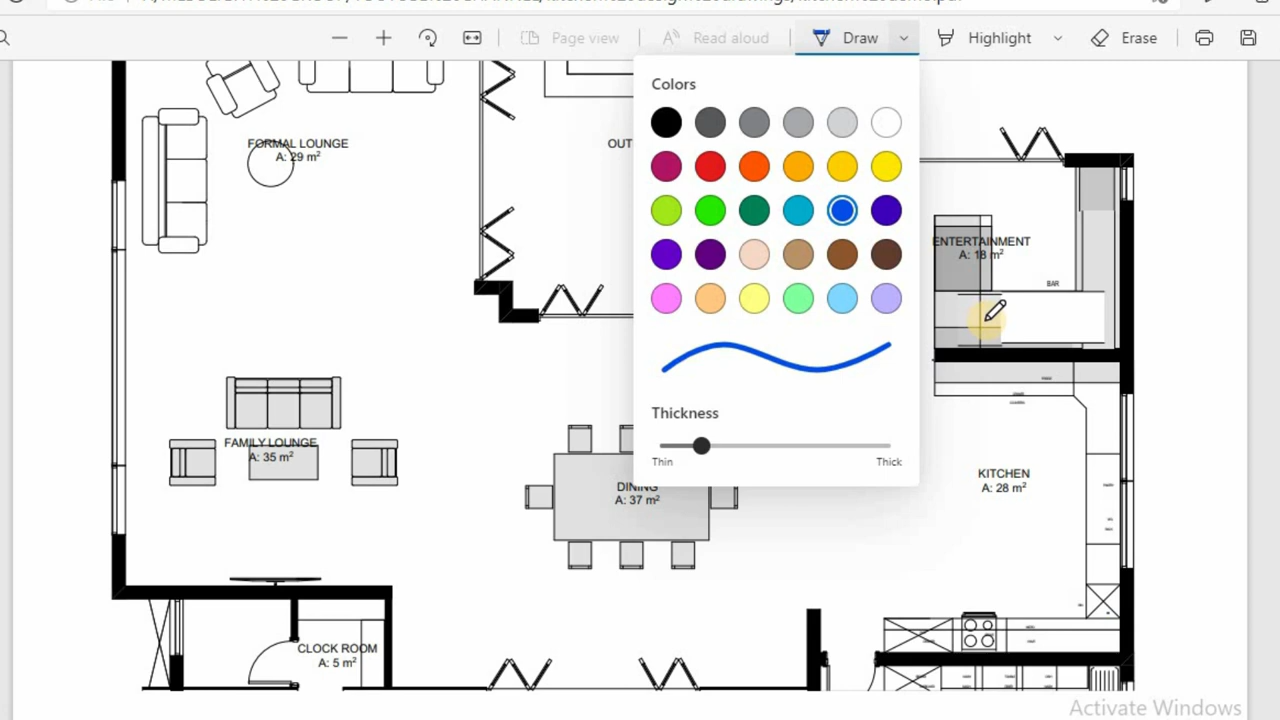 Page view
Read aloud
Draw
Highlight
Erase
Colors
FORMAL LOUNGE
A: 29 m²
OUT
ENTERTAINMENT
A: 18 m²
BAR
Thickness
Thin
Thick
FAMILY LOUNGE
A: 35 m²
DINING
A: 37 m²
KITCHEN
A: 28 m²
CLOCK ROOM
A: 5 m²
Activate Windows